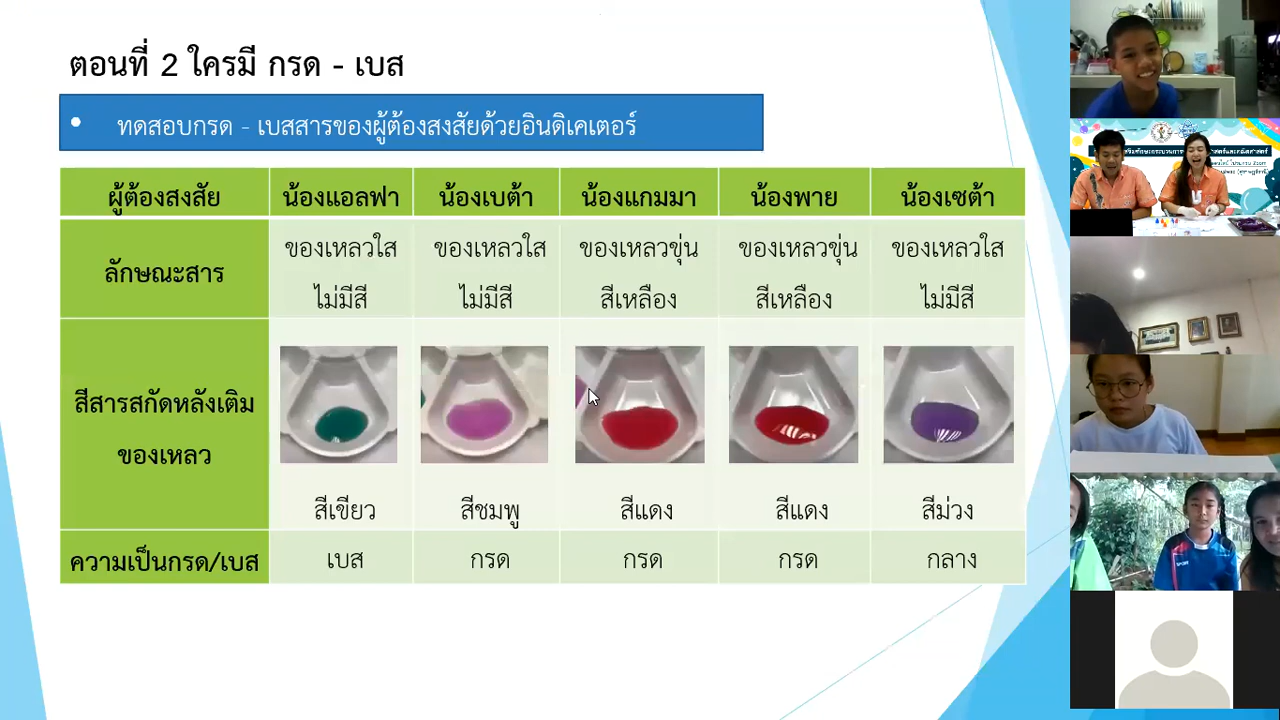 ตอนที่ 2 ใครมี กรด - เบส
• ทดสอบกรด - เบสสารของผู้ต้องสงสัยด้วยอินดิเคเตอร์
ผู้ต้องสงสัย น้องแอลฟา น้องเบต้า น้องแกมมา น้องพาย น้องเซต้า
ลักษณะสาร ของเหลวใส ของเหลวใส ของเหลวขุ่น ของเหลวขุ่น ของเหลวใส
ไม่มีสี ไม่มีสี สีเหลือง สีเหลือง ไม่มีสี
สีสารสกัดหลังเติม
ของเหลว
สีเขียว สีชมพู สีแดง สีแดง สีม่วง
ความเป็นกรด/เบส เบส กรด กรด กรด กลาง